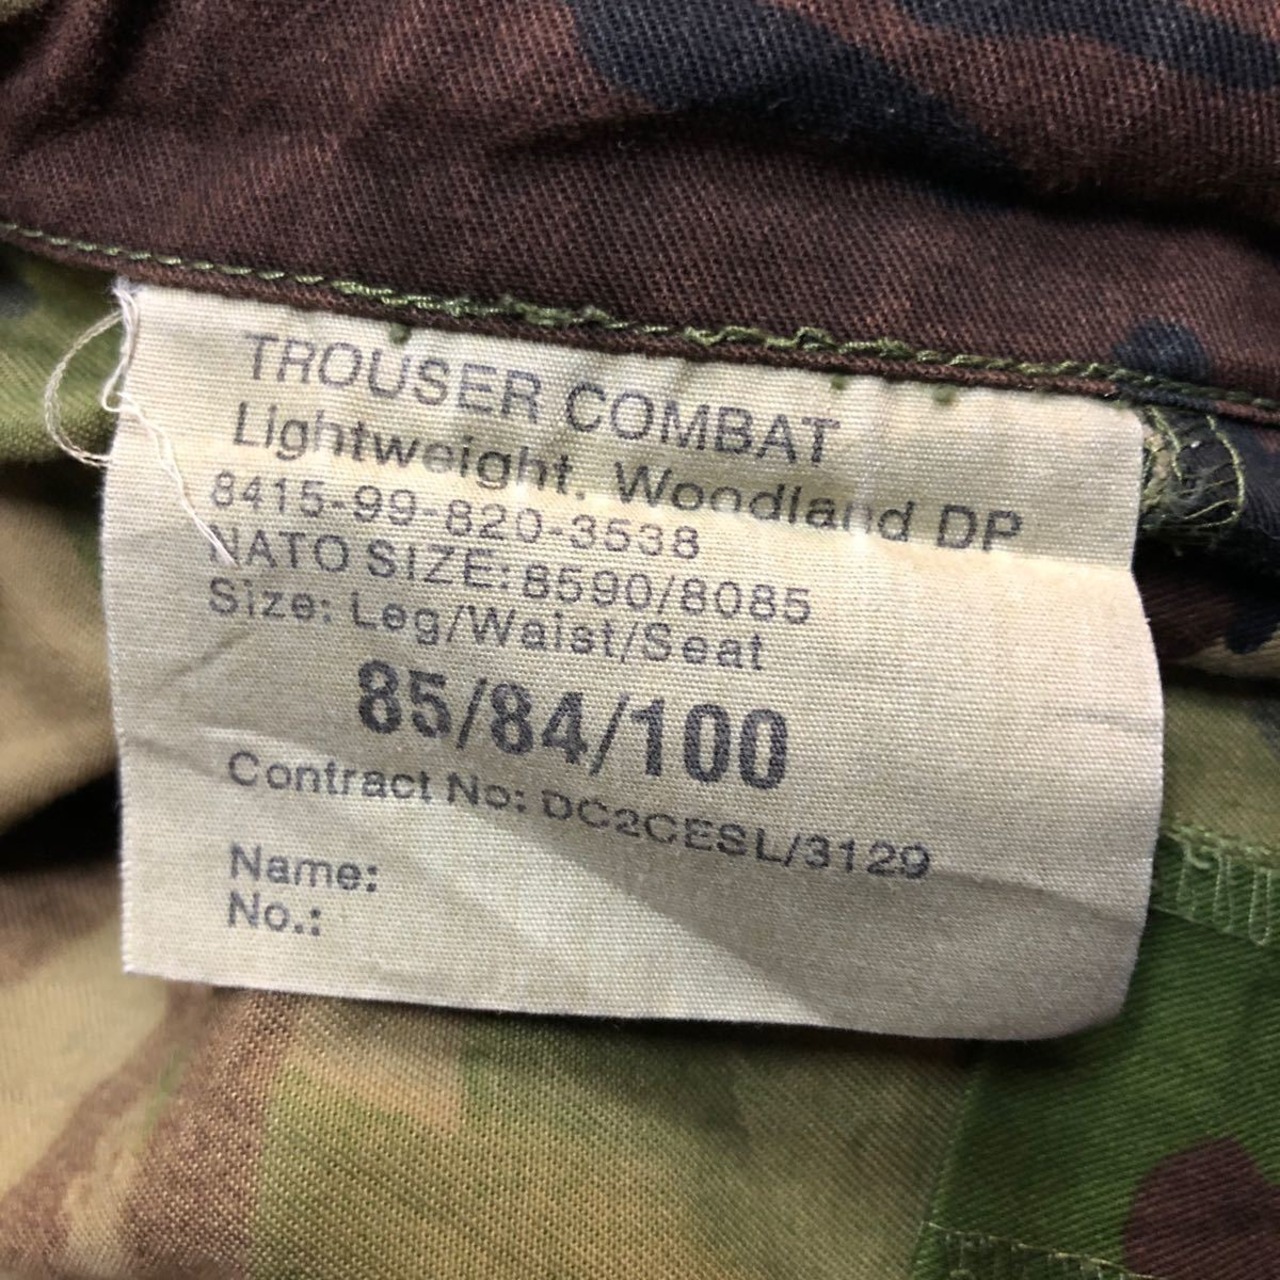 TROUSER COMBAT
Lightweight. Woodland DP
8415-99-820-3538
NATO SIZE: 8590/8085
Size: Leg/Waist/Seat
85/84/100
Contract No: DC2CESL/3129
Name:
No.: